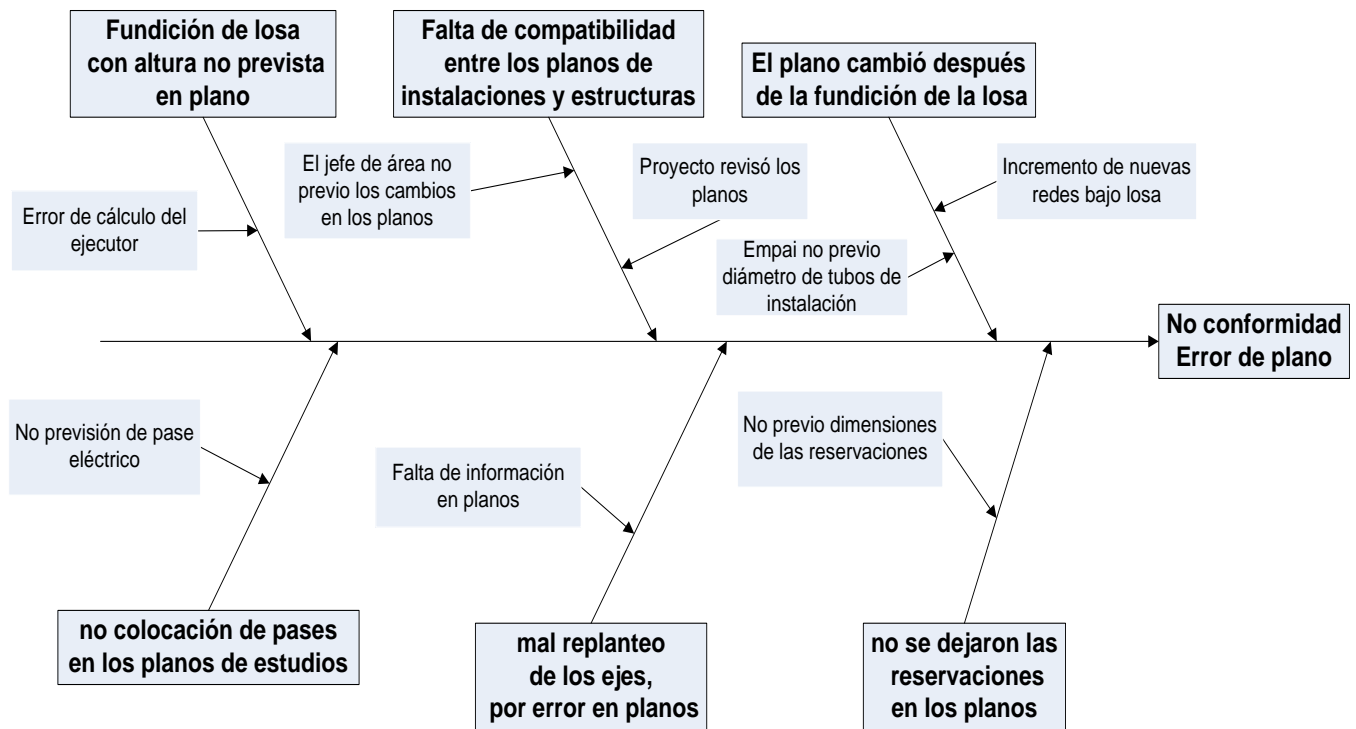 Fundición de losa
con altura no prevista
en plano
Falta de compatibilidad
entre los planos de
instalaciones y estructuras
El plano cambió después
de la fundición de la losa
El jefe de área no
previo los cambios
en los planos
Proyecto revisó los
planos
Incremento de nuevas
redes bajo losa
Error de cálculo del
ejecutor
Empai no previo
diámetro de tubos de
instalación
No conformidad
Error de plano
No previsión de pase
eléctrico
Falta de información
en planos
No previo dimensiones
de las reservaciones
no colocación de pases
en los planos de estudios
mal replanteo
de los ejes,
por error en planos
no se dejaron las
reservaciones
en los planos